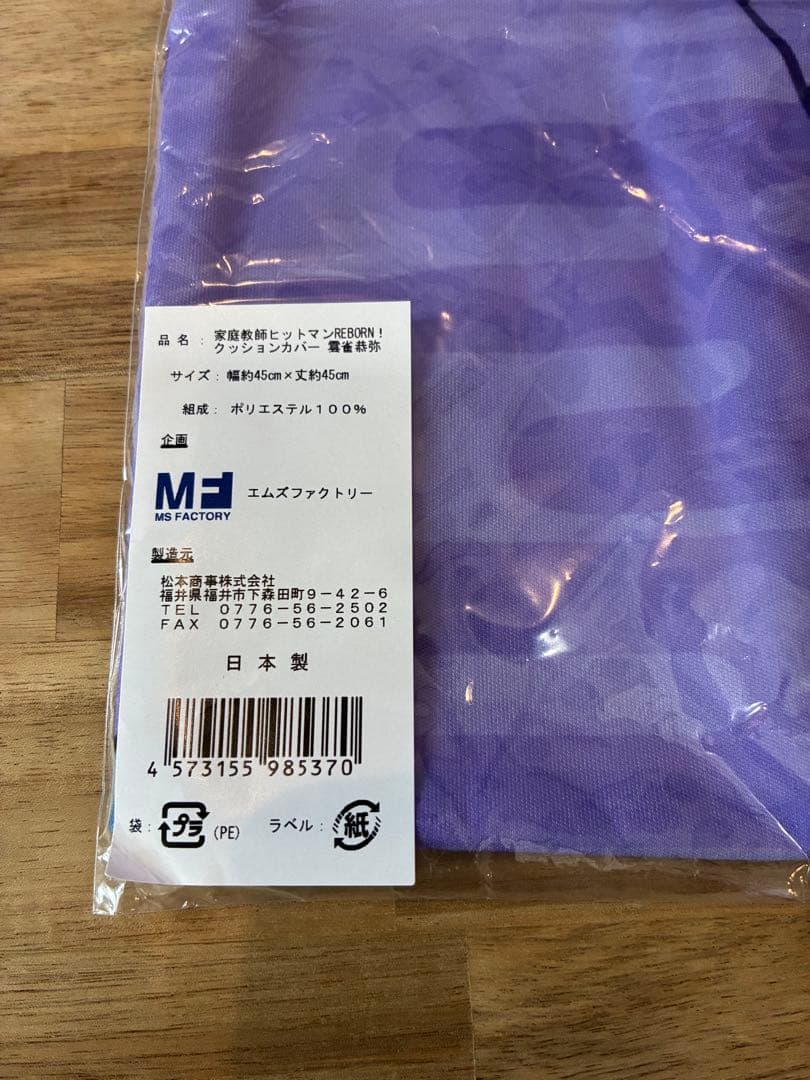 品名： 家庭教師ヒットマンREBORN！
クッションカバー 雲雀恭弥
サイズ：幅約45cm×丈約45cm
組成： ポリエステル１００％
企画
MF
MS FACTORY
エムズファクトリー
製造元
松本商事株式会社
福井県福井市下森田町９－４２－６
ＴＥＬ ０７７６－５６－２５０２
ＦＡＸ ０７７６－５６－２０６１
日本製
4 573155 985370
袋： プラ (PE) ラベル： 紙